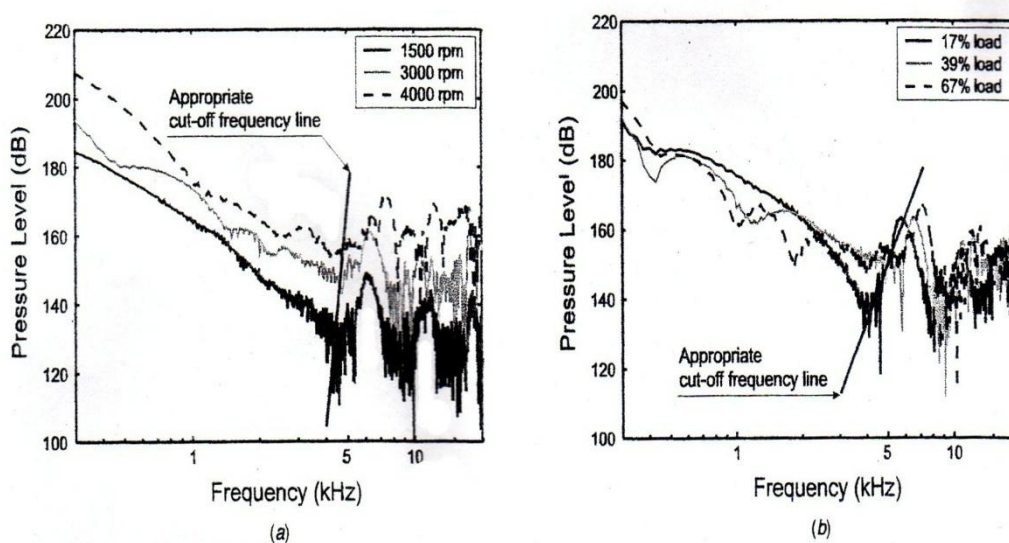 220
200
180
160
140
120
100
Pressure Level (dB)
1500 rpm
3000 rpm
4000 rpm
Appropriate
cut-off frequency line
1
5
10
Frequency (kHz)
(a)
220
200
180
160
140
120
100
Pressure Level (dB)
17% load
39% load
67% load
Appropriate
cut-off frequency line
1
5
10
Frequency (kHz)
(b)